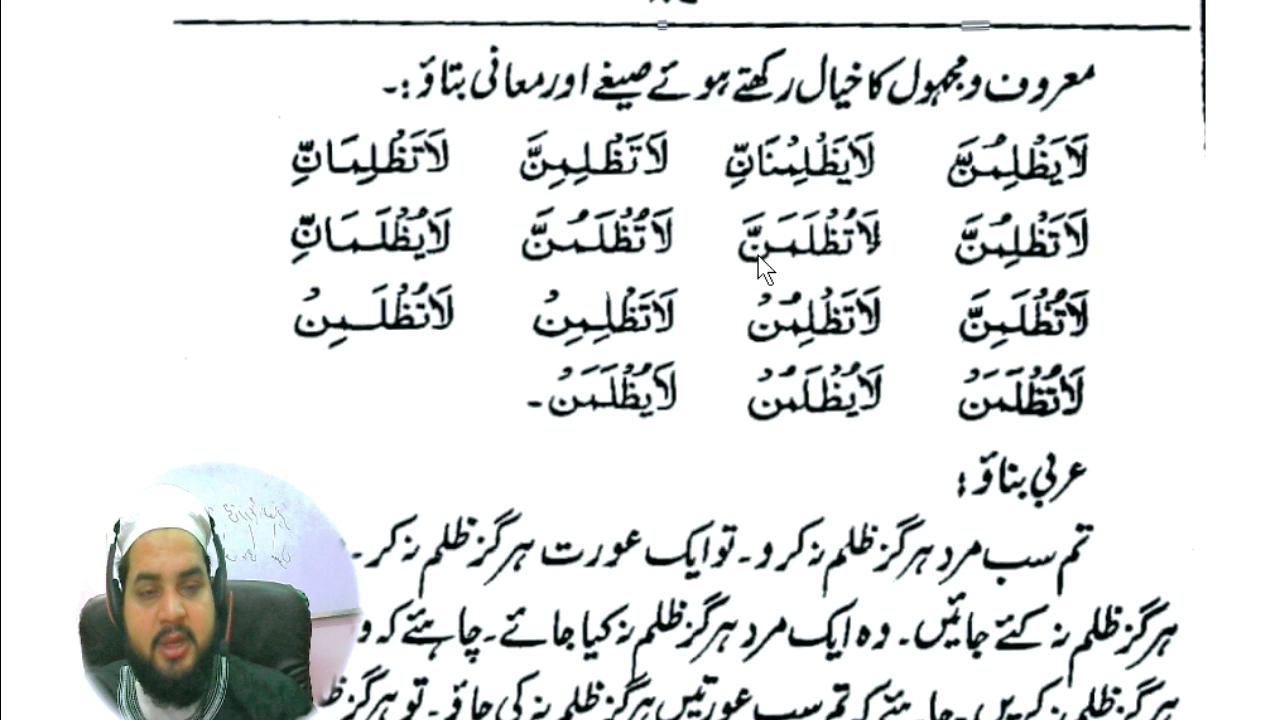 معروف و مجہول کا خیال رکھتے ہوئے صیغے اور معانی بتاؤ :۔
لَا يَظْلِمُنَّ لَا يَظْلِمْنَانِّ لَا تَظْلِمِنَّ لَا تَظْلِمَانِّ
لَا تَظْلِمُنَّ لَا تُظْلَمَنَّ لَا تُظْلَمُنَّ لَا يُظْلَمَانِّ
لَا تُظْلَمِنَّ لَا تَظْلِمُنْ لَا تَظْلِمِنْ لَا تُظْلَمِنْ
لَا تُظْلَمَنْ لَا يُظْلَمُنْ لَا يُظْلَمَنْ ۔
عربی بناؤ :
تم سب مرد ہرگز ظلم نہ کرو ۔ تو ایک عورت ہرگز ظلم نہ کر ۔
ہرگز ظلم نہ کئے جائیں ۔ وہ ایک مرد ہرگز ظلم نہ کیا جائے ۔ چاہئے کہ و
ہرگز ظلم نہ کریں ۔ چاہئے کہ تم سب عورتیں ہرگز ظلم نہ کی جاؤ ۔ تو ہرگز ظ